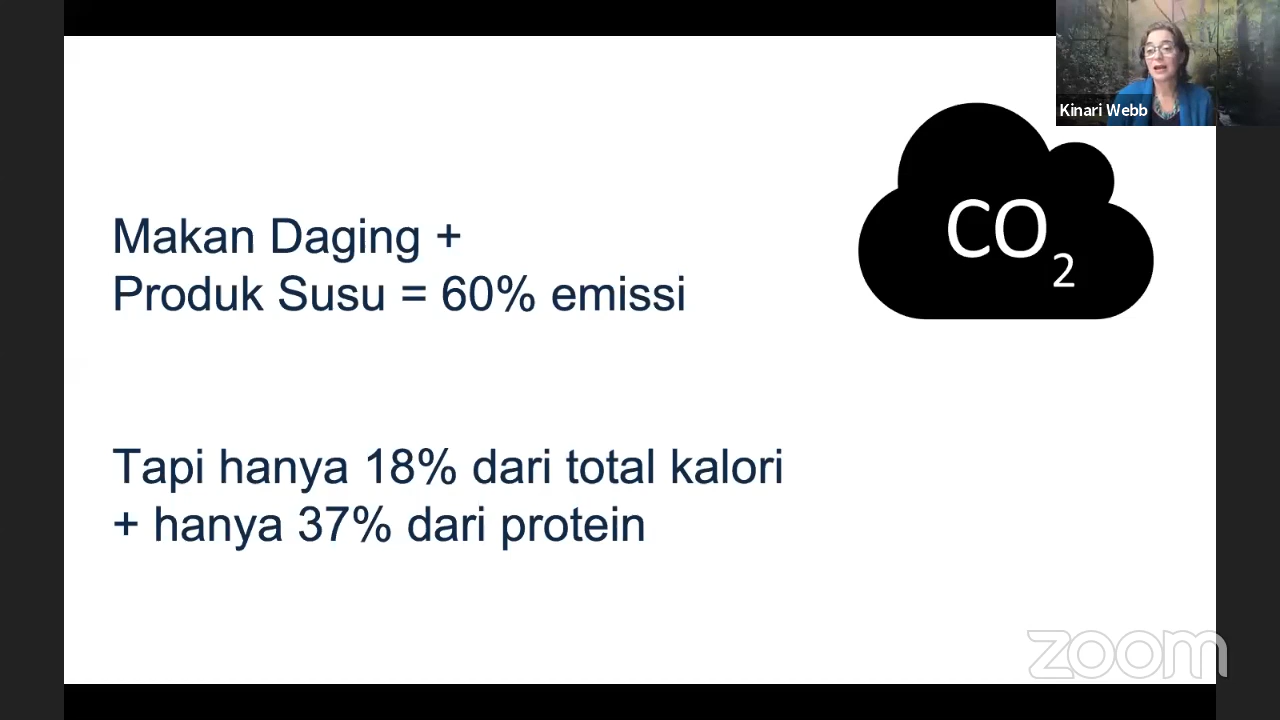 Kinari Webb
CO₂
Makan Daging +
Produk Susu = 60% emissi
Tapi hanya 18% dari total kalori
+ hanya 37% dari protein
zoom